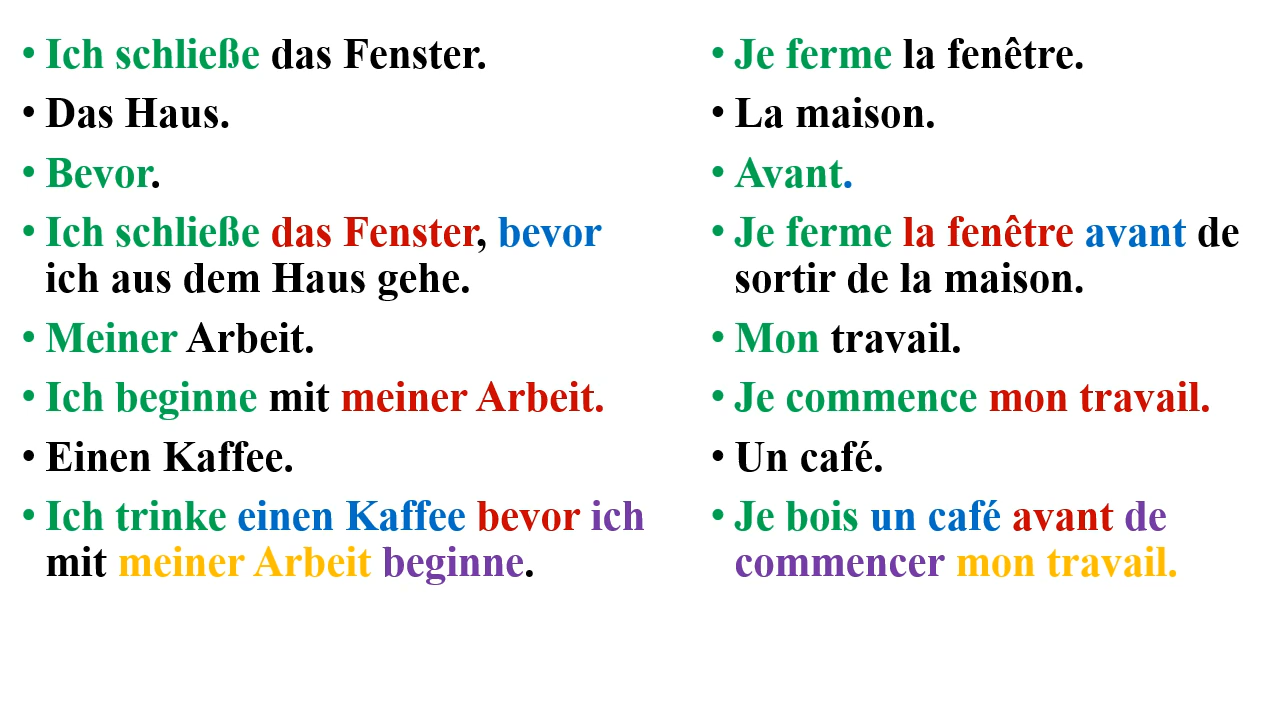 • Ich schließe das Fenster.
• Das Haus.
• Bevor.
• Ich schließe das Fenster, bevor
ich aus dem Haus gehe.
• Meiner Arbeit.
• Ich beginne mit meiner Arbeit.
• Einen Kaffee.
• Ich trinke einen Kaffee bevor ich
mit meiner Arbeit beginne.
• Je ferme la fenêtre.
• La maison.
• Avant.
• Je ferme la fenêtre avant de
sortir de la maison.
• Mon travail.
• Je commence mon travail.
• Un café.
• Je bois un café avant de
commencer mon travail.